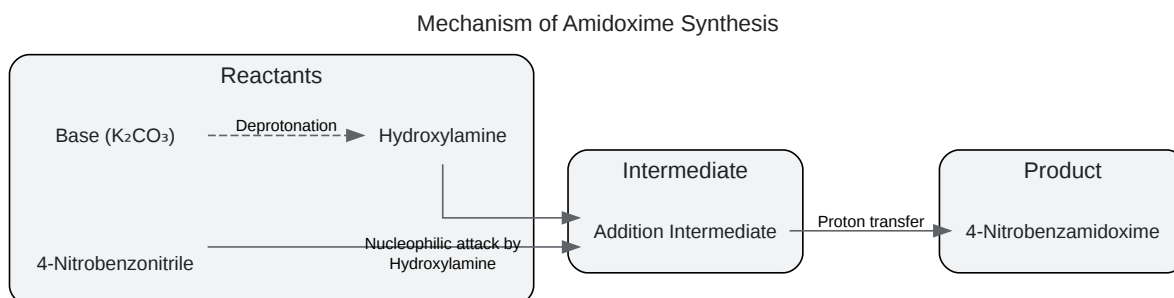 Mechanism of Amidoxime Synthesis
Reactants
Base (K₂CO₃)
Deprotonation
Hydroxylamine
4-Nitrobenzonitrile
Nucleophilic attack by
Hydroxylamine
Intermediate
Addition Intermediate
Proton transfer
Product
4-Nitrobenzamidoxime